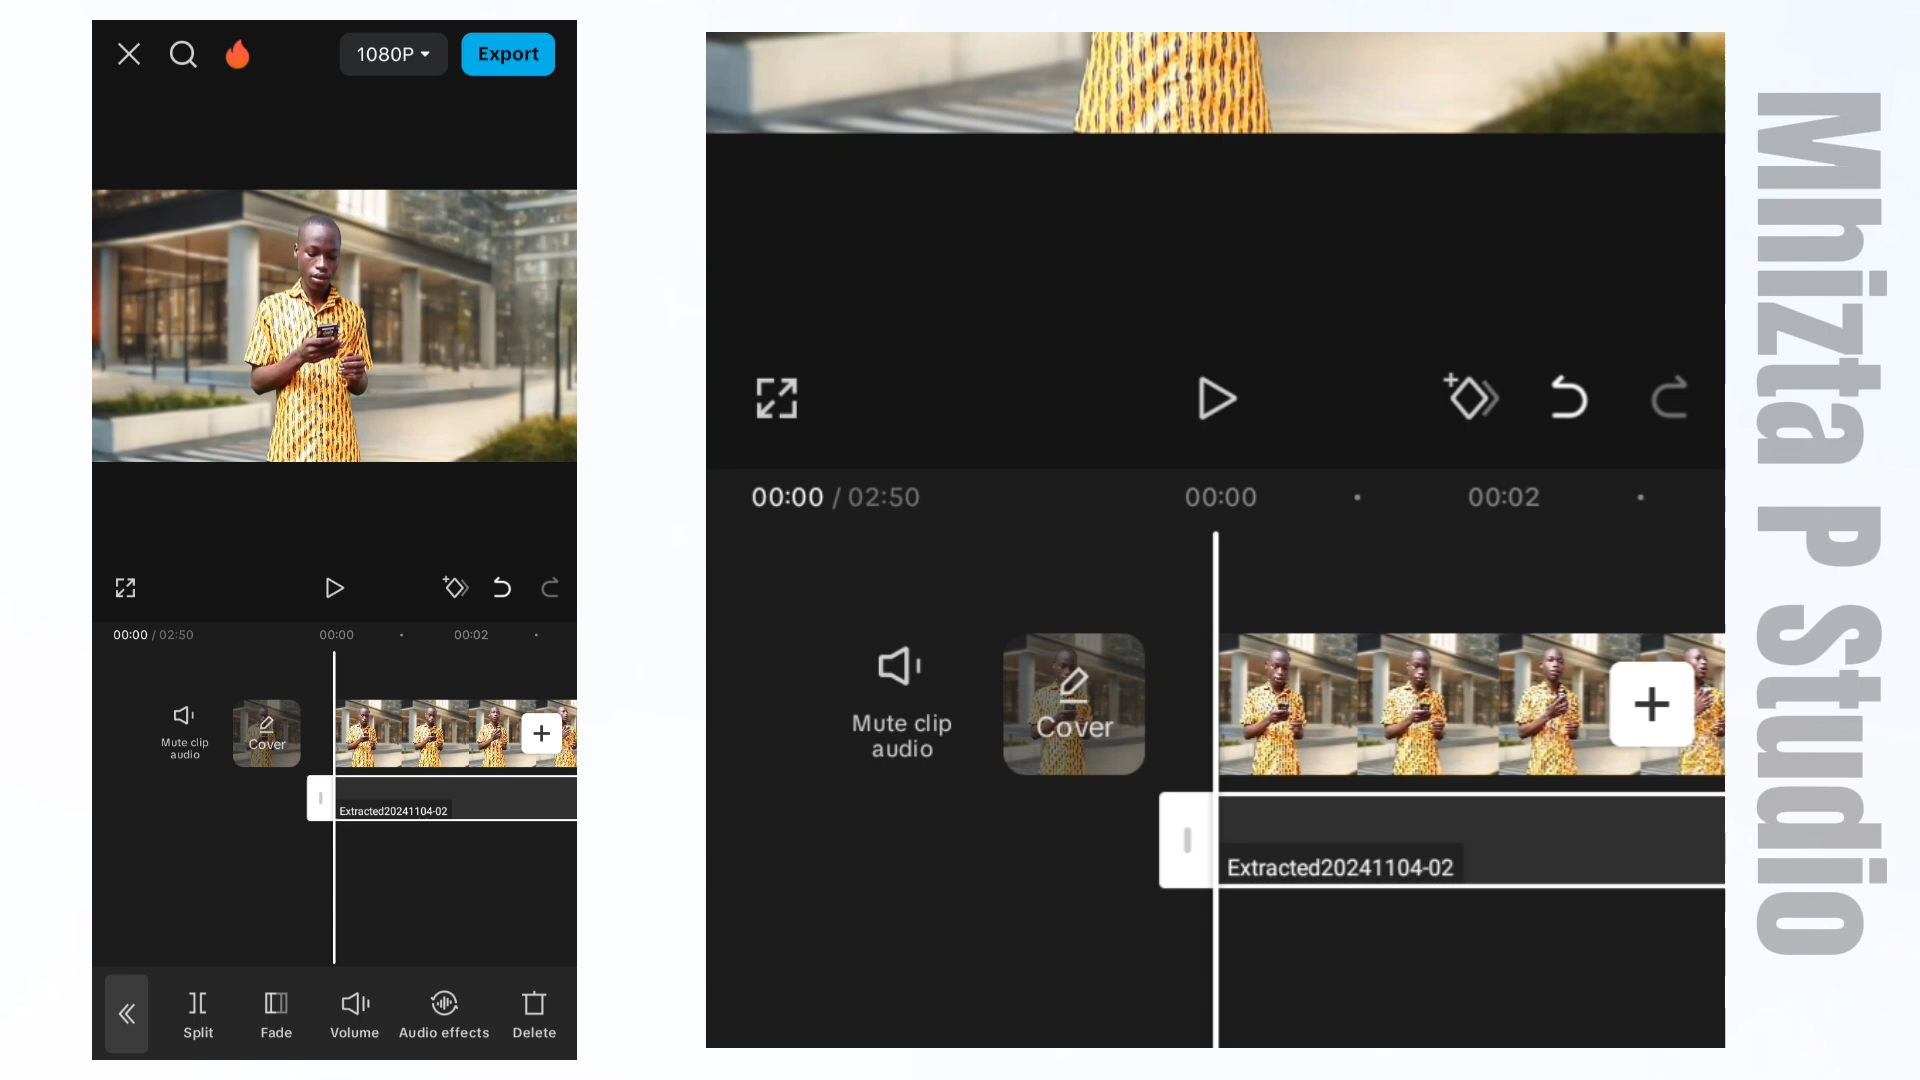 1080P
Export
00:00 / 02:50
00:00
00:02
Mute clip
audio
Cover
Extracted20241104-02
Split
Fade
Volume
Audio effects
Delete
00:00 / 02:50
00:00
00:02
Mute clip
audio
Cover
Extracted20241104-02
Mhizta P Studio